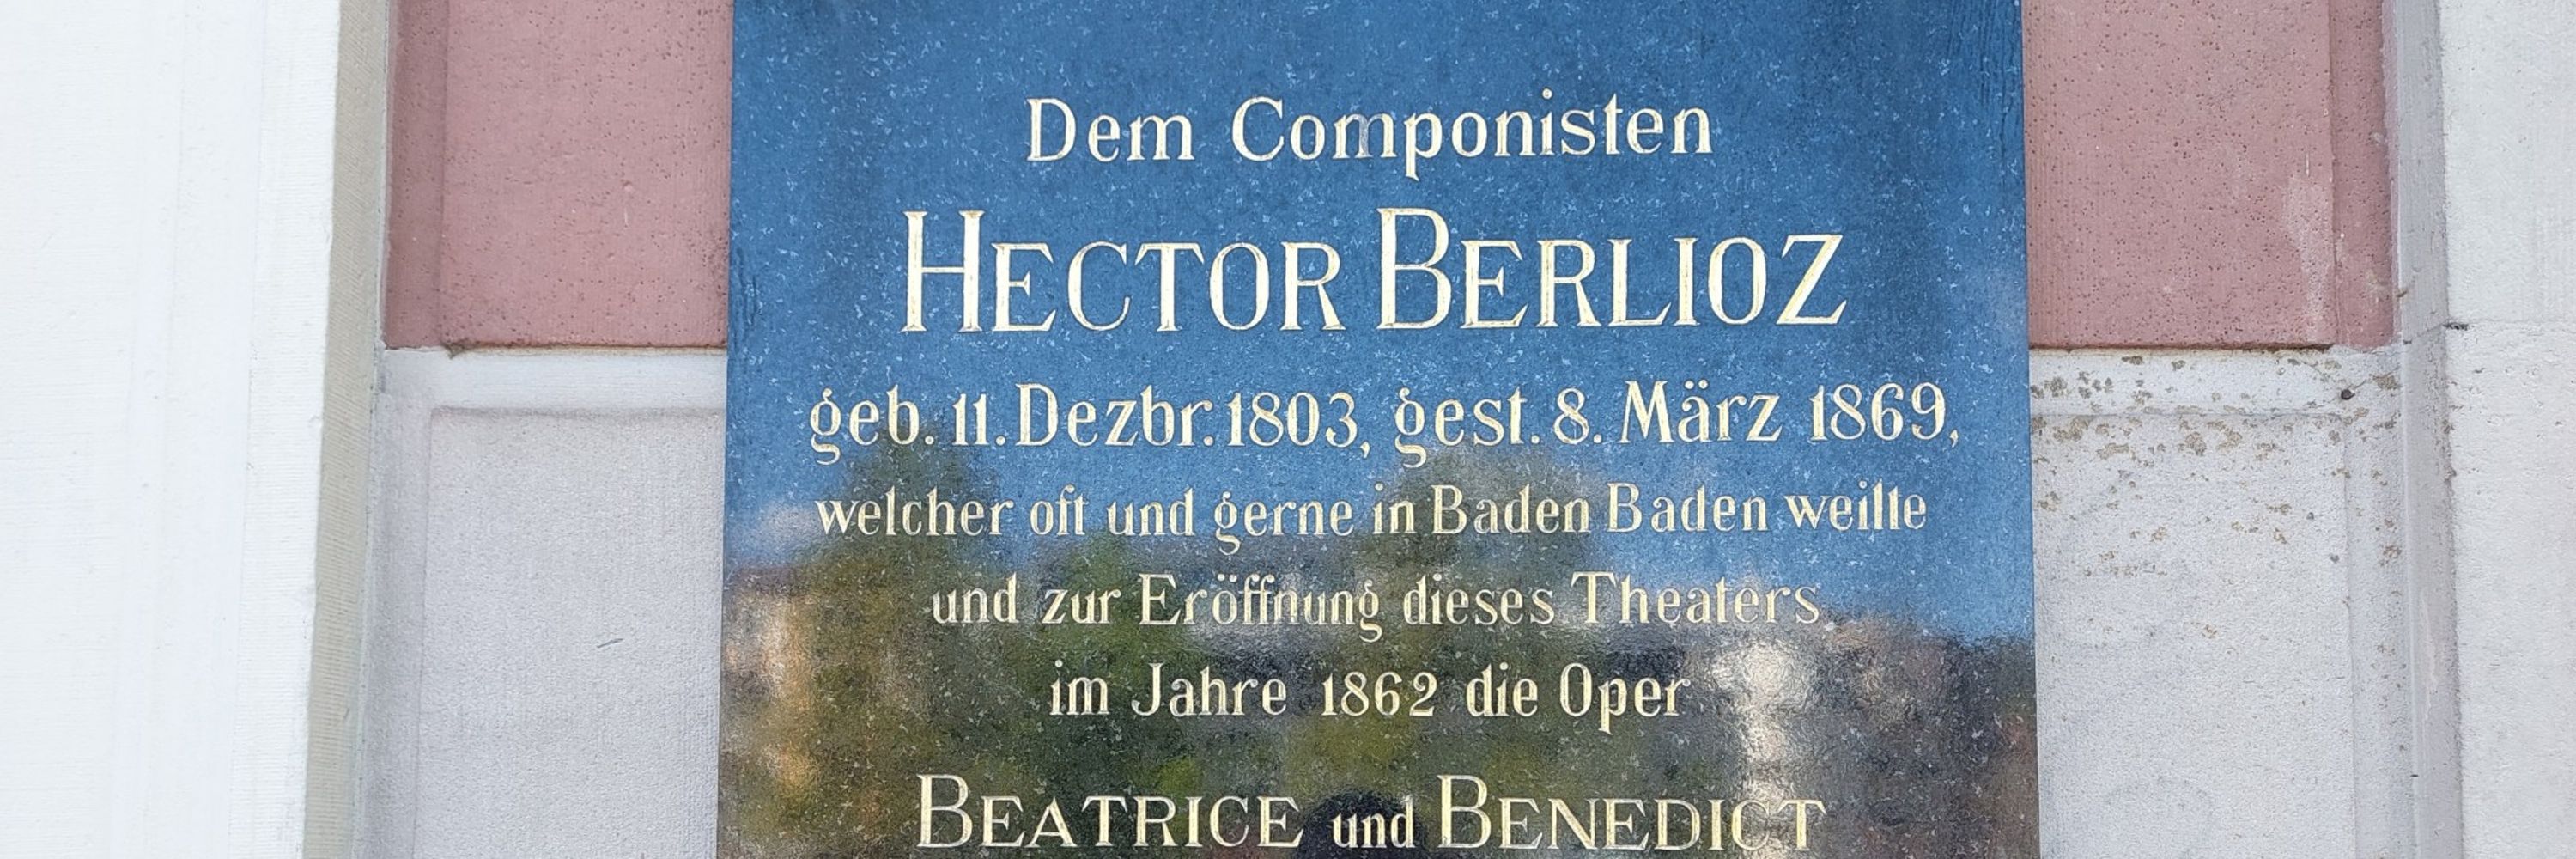 Dem Componisten
HECTOR BERLIOZ
geb. 11. Dezbr. 1803, gest. 8. März 1869,
welcher oft und gerne in Baden Baden weilte
und zur Eröffnung dieses Theaters
im Jahre 1862 die Oper
BEATRICE und BENEDICT